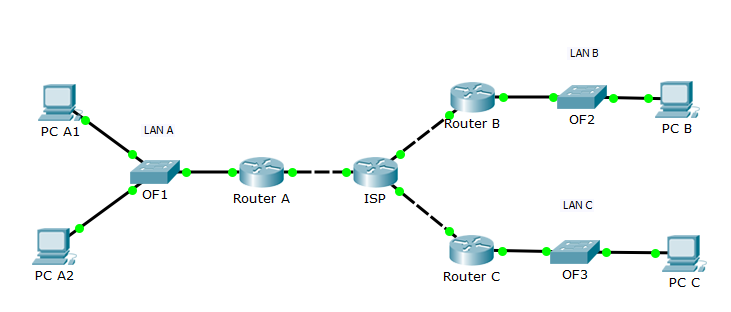 LAN B
Router B
OF2
PC B
PC A1
LAN A
OF1
Router A
ISP
LAN C
PC A2
Router C
OF3
PC C